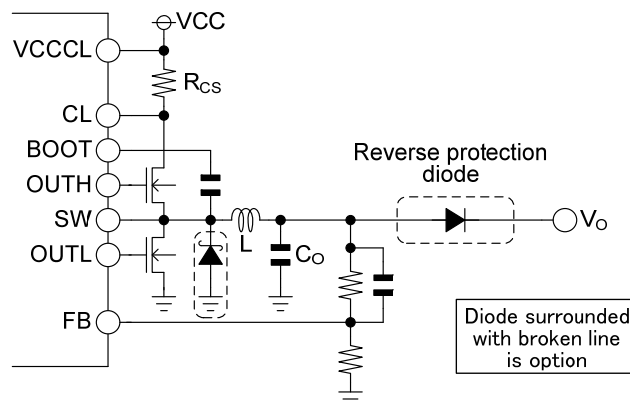 VCC
VCCCL
RCS
CL
BOOT
Reverse protection
diode
OUTH
SW
VO
L
CO
OUTL
FB
Diode surrounded
with broken line
is option